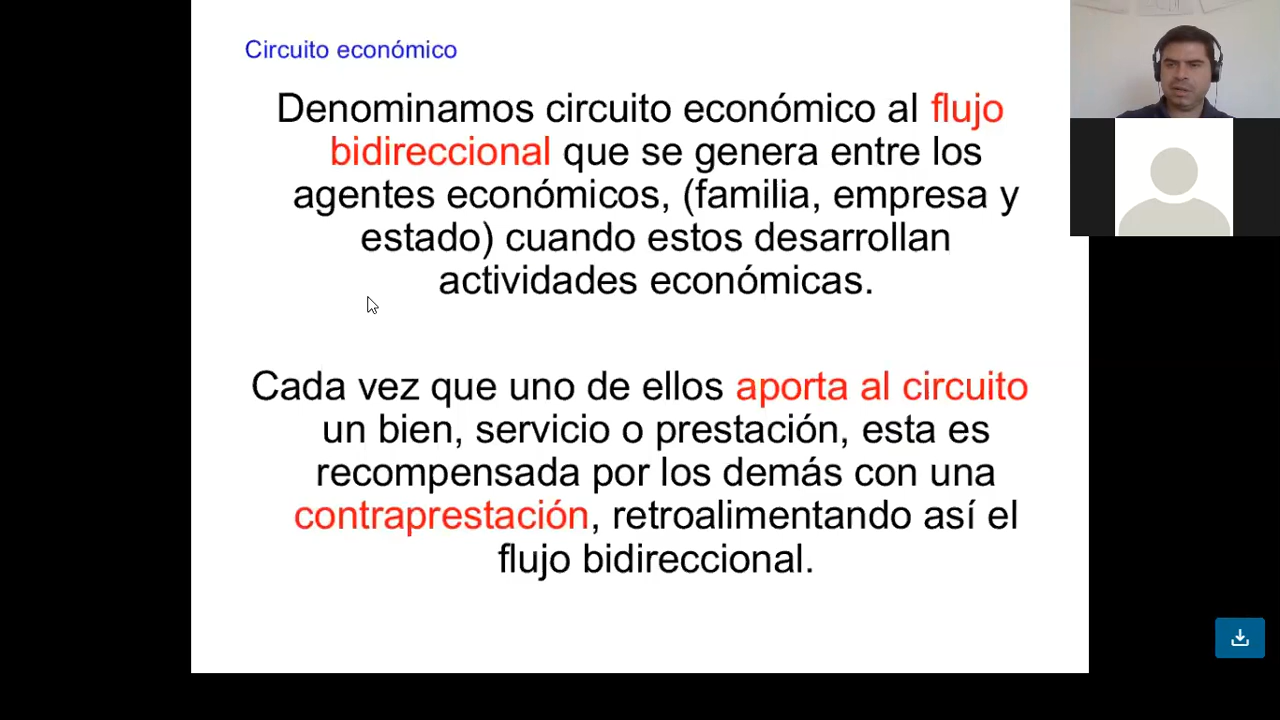 Circuito económico
Denominamos circuito económico al flujo
bidireccional que se genera entre los
agentes económicos, (familia, empresa y
estado) cuando estos desarrollan
actividades económicas.
Cada vez que uno de ellos aporta al circuito
un bien, servicio o prestación, esta es
recompensada por los demás con una
contraprestación, retroalimentando así el
flujo bidireccional.